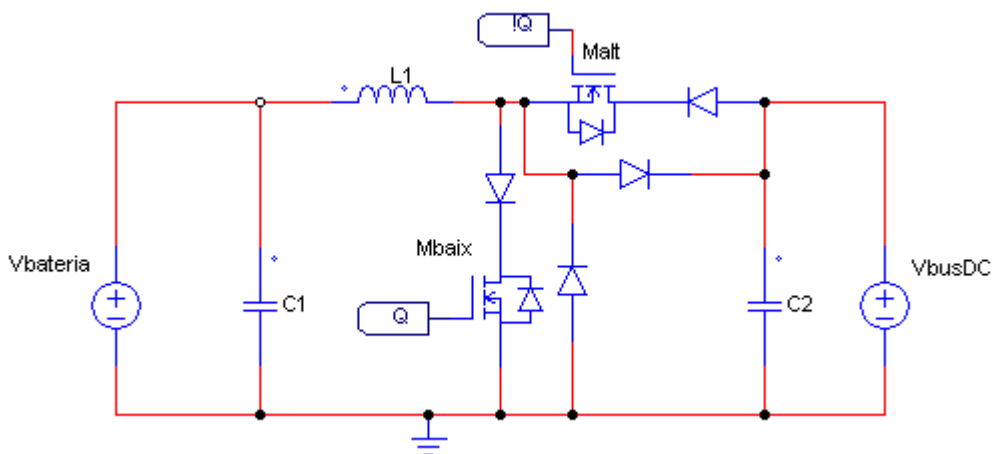 !Q
Malt
L1
Mbaix
Vbateria
VbusDC
C1
C2
Q